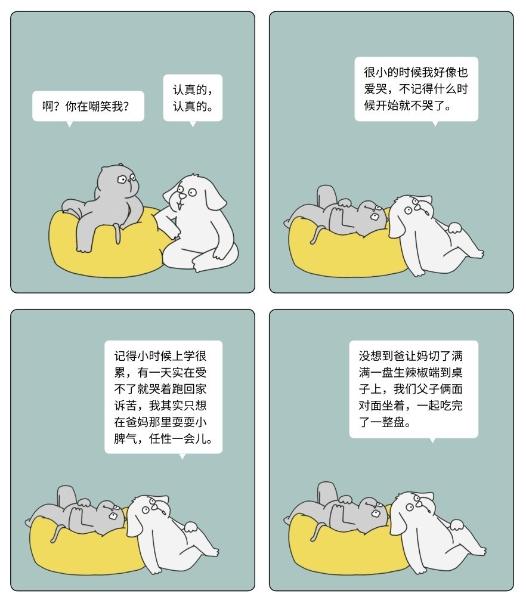 啊？你在嘲笑我？
认真的，
认真的。
很小的时候我好像也
爱哭，不记得什么时
候开始就不哭了。
记得小时候上学很
累，有一天实在受
不了就哭着跑回家
诉苦，我其实只想
在爸妈那里耍耍小
脾气，任性一会儿。
没想到爸让妈切了满
满一盘生辣椒端到桌
子上，我们父子俩面
对面坐着，一起吃完
了一整盘。